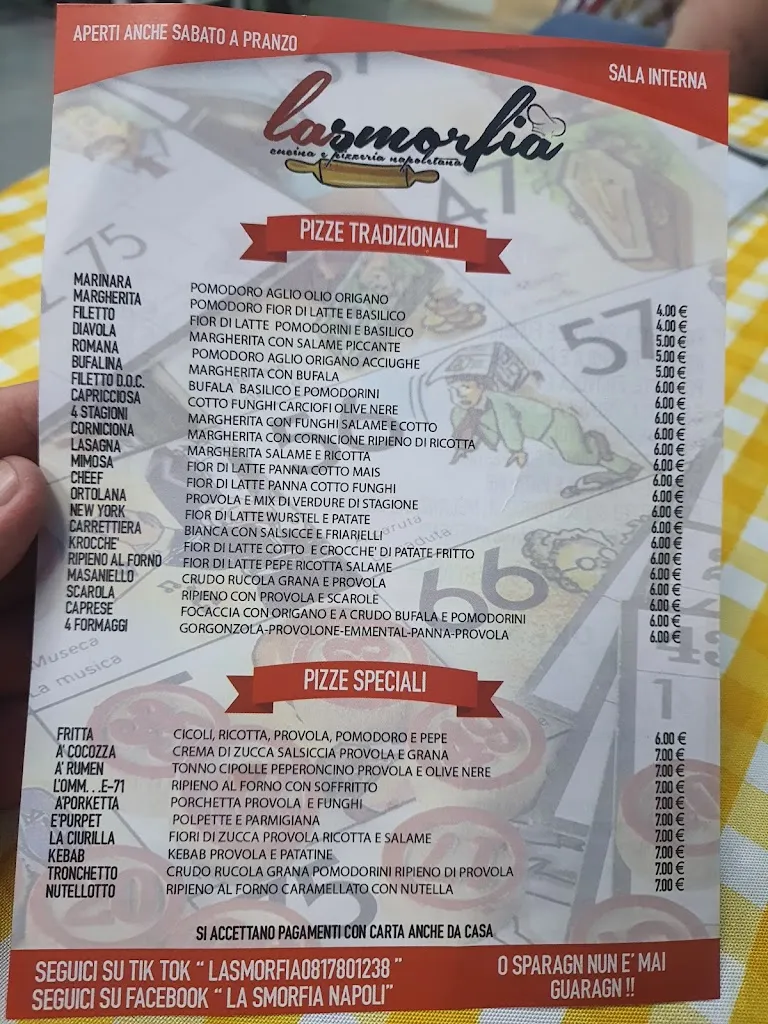 APERTI ANCHE SABATO A PRANZO
SALA INTERNA
lasmorfia
cucina e pizzeria napoletana
PIZZE TRADIZIONALI
MARINARA POMODORO AGLIO OLIO ORIGANO 4.00 €
MARGHERITA POMODORO FIOR DI LATTE E BASILICO 4.00 €
FILETTO FIOR DI LATTE POMODORINI E BASILICO 5.00 €
DIAVOLA MARGHERITA CON SALAME PICCANTE 5.00 €
ROMANA POMODORO AGLIO ORIGANO ACCIUGHE 5.00 €
BUFALINA MARGHERITA CON BUFALA 6.00 €
FILETTO D.O.C. BUFALA BASILICO E POMODORINI 6.00 €
CAPRICCIOSA COTTO FUNGHI CARCIOFI OLIVE NERE 6.00 €
4 STAGIONI MARGHERITA CON FUNGHI SALAME E COTTO 6.00 €
CORNICIONA MARGHERITA CON CORNICIONE RIPIENO DI RICOTTA 6.00 €
LASAGNA MARGHERITA SALAME E RICOTTA 6.00 €
MIMOSA FIOR DI LATTE PANNA COTTO MAIS 6.00 €
CHEEF FIOR DI LATTE PANNA COTTO FUNGHI 6.00 €
ORTOLANA PROVOLA E MIX DI VERDURE DI STAGIONE 6.00 €
NEW YORK FIOR DI LATTE WURSTEL E PATATE 6.00 €
CARRETTIERA BIANCA CON SALSICCE E FRIARIELLI 6.00 €
KROCCHE' FIOR DI LATTE COTTO E CROCCHE' DI PATATE FRITTO 6.00 €
RIPIENO AL FORNO FIOR DI LATTE PEPE RICOTTA SALAME 6.00 €
MASANIELLO CRUDO RUCOLA GRANA E PROVOLA 6.00 €
SCAROLA RIPIENO CON PROVOLA E SCAROLE 6.00 €
CAPRESE FOCACCIA CON ORIGANO E A CRUDO BUFALA E POMODORINI 6.00 €
4 FORMAGGI GORGONZOLA-PROVOLONE-EMMENTAL-PANNA-PROVOLA 6.00 €
47
75
57
66
Museca
La musica
PIZZE SPECIALI
FRITTA CICOLI, RICOTTA, PROVOLA, POMODORO E PEPE 6.00 €
A' COCOZZA CREMA DI ZUCCA SALSICCIA PROVOLA E GRANA 7.00 €
A' RUMEN TONNO CIPOLLE PEPERONCINO PROVOLA E OLIVE NERE 7.00 €
L'OMM. . .E-71 RIPIENO AL FORNO CON SOFFRITTO 7.00 €
A'PORKETTA PORCHETTA PROVOLA E FUNGHI 7.00 €
E'PURPET POLPETTE E PARMIGIANA 7.00 €
LA CIURILLA FIORI DI ZUCCA PROVOLA RICOTTA E SALAME 7.00 €
KEBAB KEBAB PROVOLA E PATATINE 7.00 €
TRONCHETTO CRUDO RUCOLA GRANA POMODORINI RIPIENO DI PROVOLA 7.00 €
NUTELLOTTO RIPIENO AL FORNO CARAMELLATO CON NUTELLA 7.00 €
SI ACCETTANO PAGAMENTI CON CARTA ANCHE DA CASA
SEGUICI SU TIK TOK “ LASMORFIA0817801238 ”
SEGUICI SU FACEBOOK “ LA SMORFIA NAPOLI”
O SPARAGN NUN E' MAI
GUARAGN !!